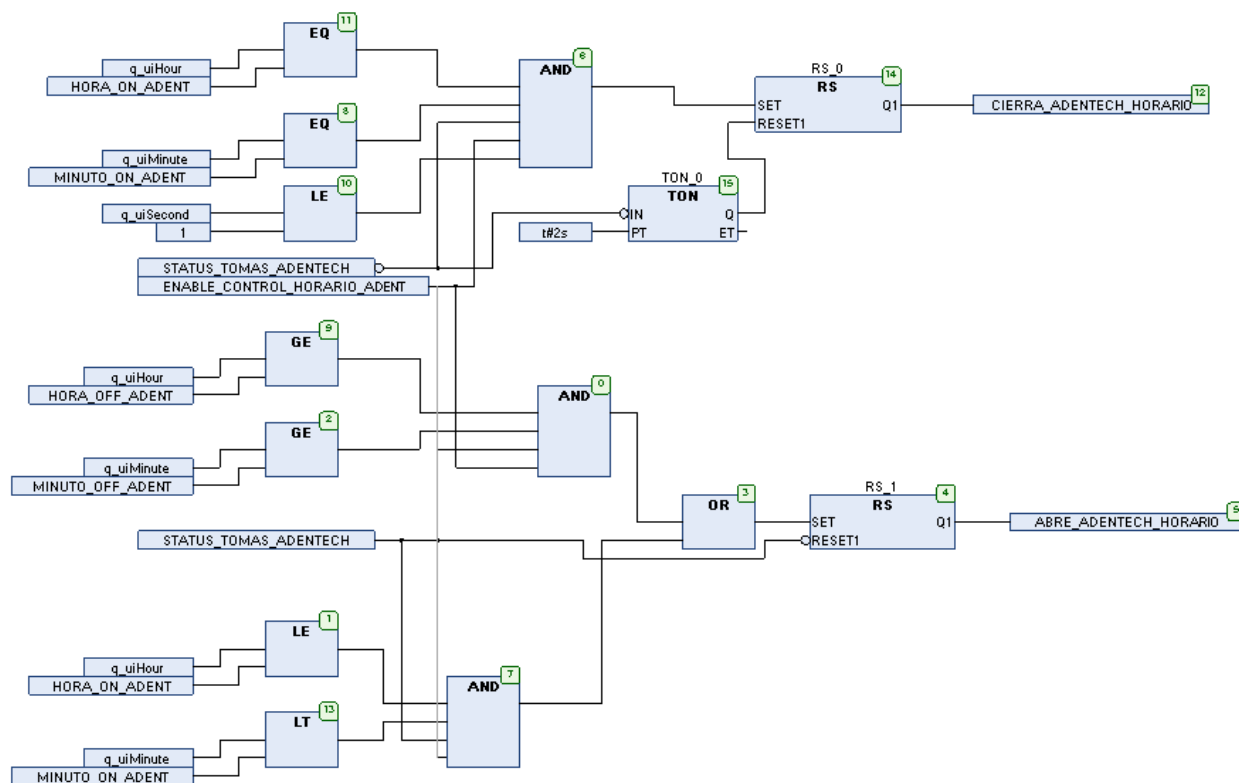 11
EQ
q_uiHour
HORA_ON_ADENT
6
AND
RS_0
14
RS
SET
Q1
RESET1
12
CIERRA_ADENTECH_HORARIO
8
EQ
q_uiMinute
MINUTO_ON_ADENT
10
LE
q_uiSecond
1
TON_0
15
TON
IN
Q
t#2s
PT
ET
STATUS_TOMAS_ADENTECH
ENABLE_CONTROL_HORARIO_ADENT
9
GE
q_uiHour
HORA_OFF_ADENT
0
AND
2
GE
q_uiMinute
MINUTO_OFF_ADENT
3
OR
RS_1
4
RS
SET
Q1
RESET1
5
ABRE_ADENTECH_HORARIO
STATUS_TOMAS_ADENTECH
1
LE
q_uiHour
HORA_ON_ADENT
7
AND
13
LT
q_uiMinute
MINUTO_ON_ADENT